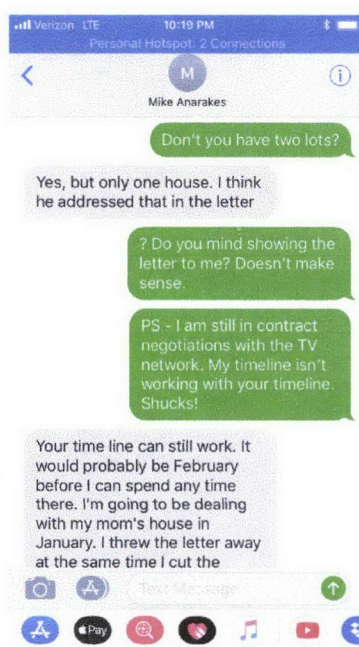 Verizon LTE 10:19 PM
Personal Hotspot: 2 Connections
M
Mike Anarakes
Don't you have two lots?
Yes, but only one house. I think
he addressed that in the letter
? Do you mind showing the
letter to me? Doesn't make
sense.
PS - I am still in contract
negotiations with the TV
network. My timeline isn't
working with your timeline.
Shucks!
Your time line can still work. It
would probably be February
before I can spend any time
there. I'm going to be dealing
with my mom's house in
January. I threw the letter away
at the same time I cut the
Text Message
Pay